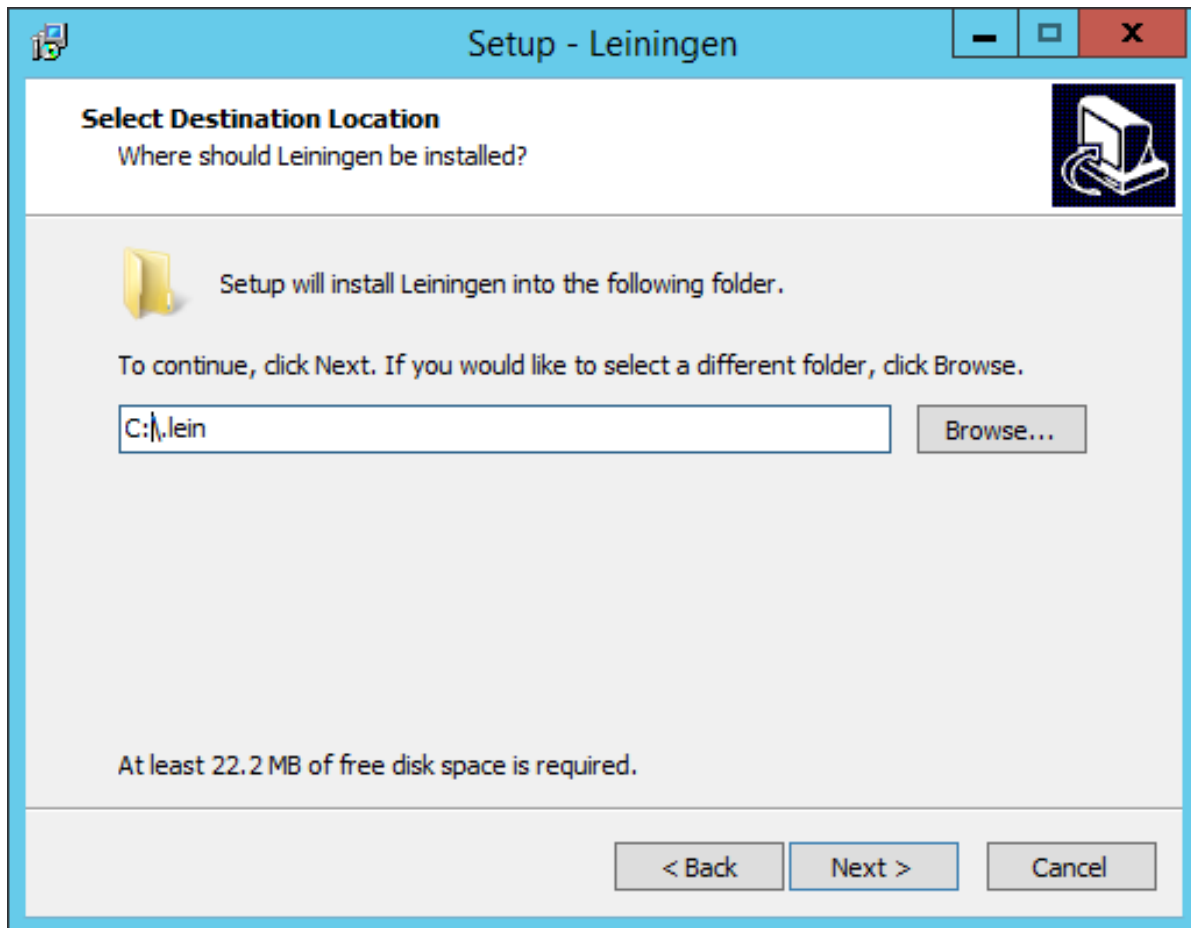 Setup - Leiningen
Select Destination Location
Where should Leiningen be installed?
Setup will install Leiningen into the following folder.
To continue, click Next. If you would like to select a different folder, click Browse.
C:\.lein
Browse...
At least 22.2 MB of free disk space is required.
< Back
Next >
Cancel